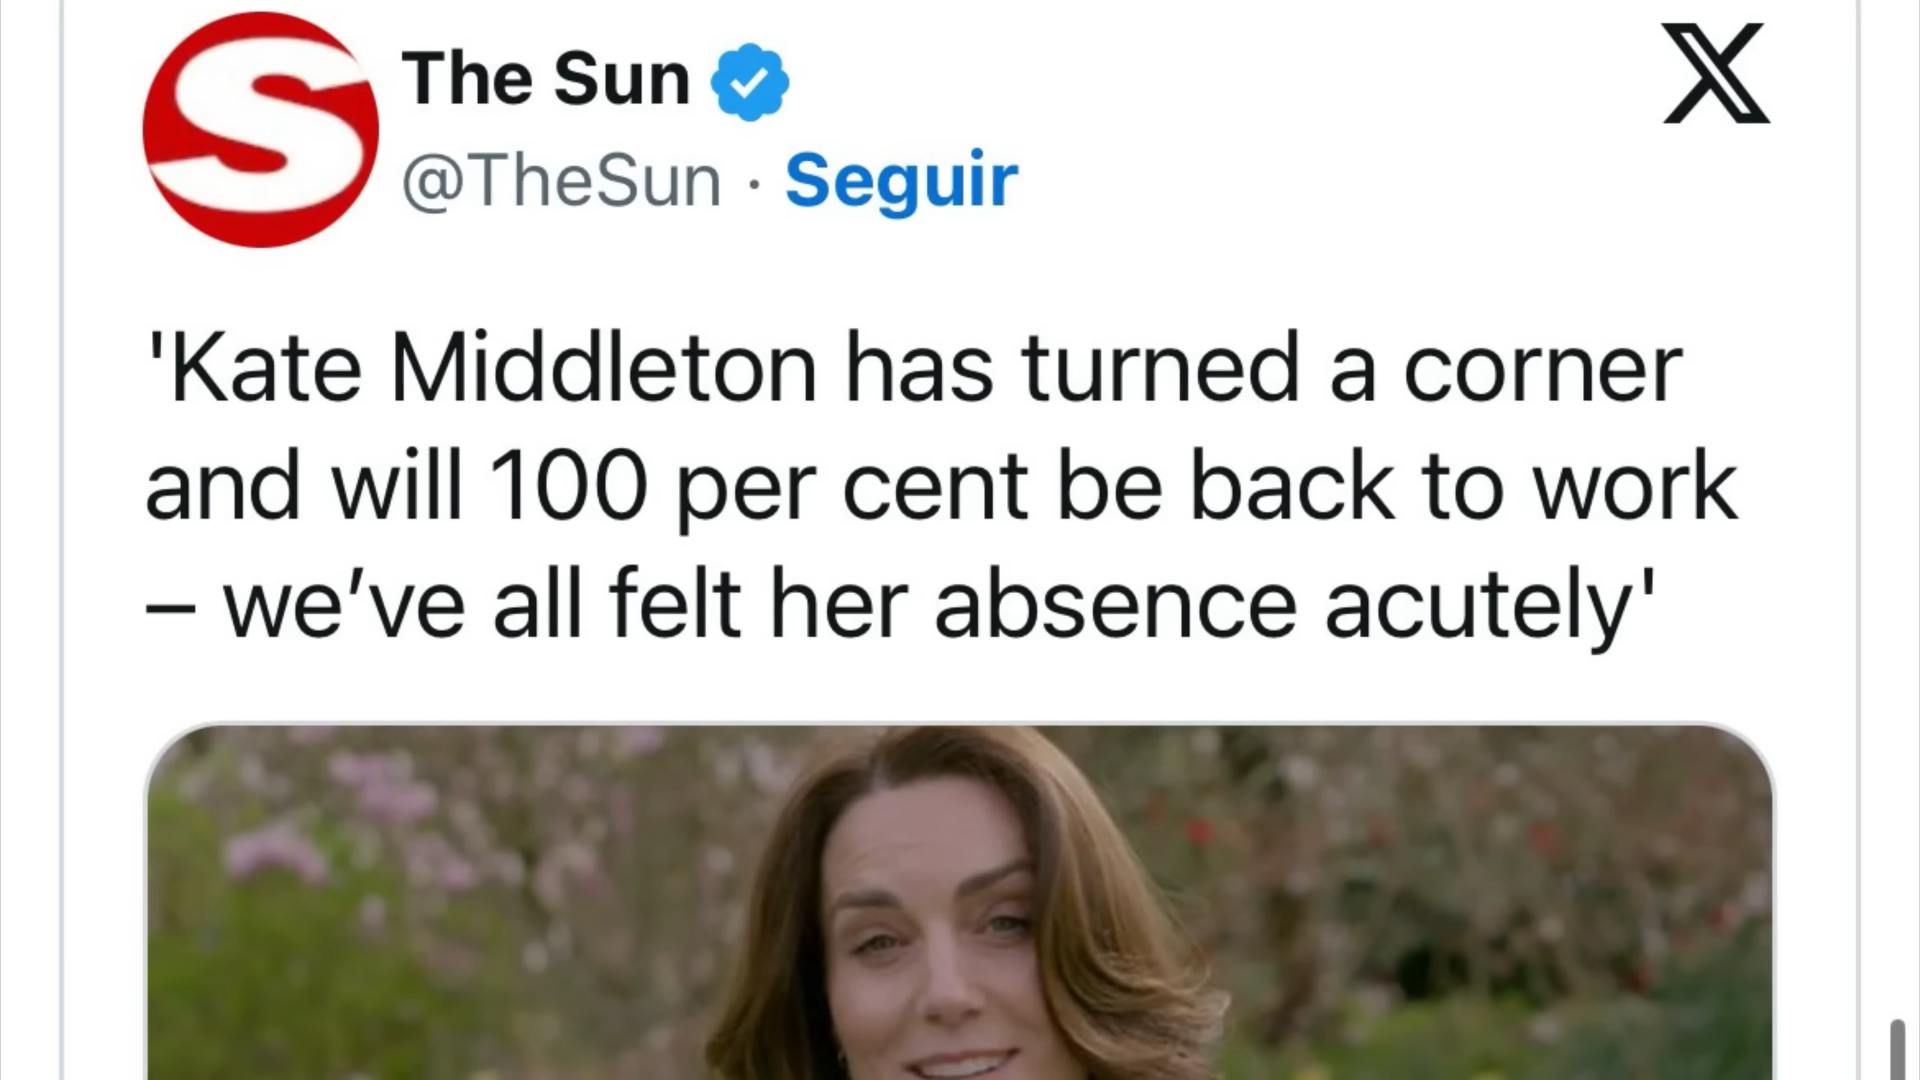 The Sun
@TheSun · Seguir
'Kate Middleton has turned a corner
and will 100 per cent be back to work
– we’ve all felt her absence acutely'